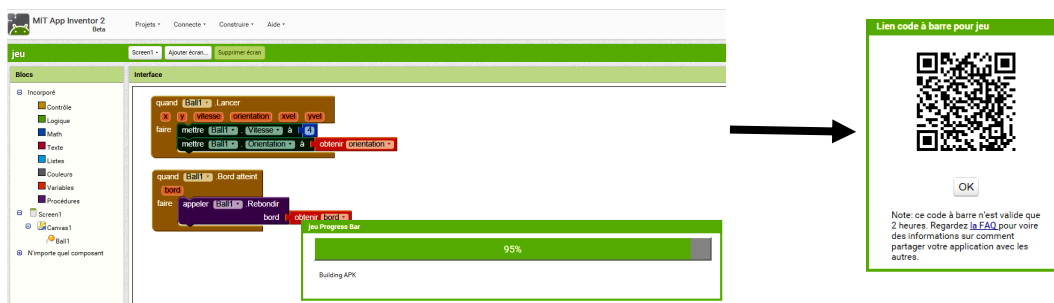 MIT App Inventor 2
Beta
Projets Connecte Construire Aide
jeu
Screen1 Ajouter écran... Supprimer écran
Blocs
Interface
Incorporé
Contrôle
Logique
Math
Texte
Listes
Couleurs
Variables
Procédures
Screen1
Canvas1
Ball1
N'importe quel composant
quand Ball1 .Lancer
x y vitesse orientation xvel yvel
faire mettre Ball1 . Vitesse à 4
mettre Ball1 . Orientation à obtenir orientation
quand Ball1 .Bord atteint
bord
faire appeler Ball1 .Rebondir
bord obtenir bord
jeu Progress Bar
95%
Building APK
Lien code à barre pour jeu
OK
Note: ce code à barre n'est valide que
2 heures. Regardez la FAQ pour voire
des informations sur comment
partager votre application avec les
autres.